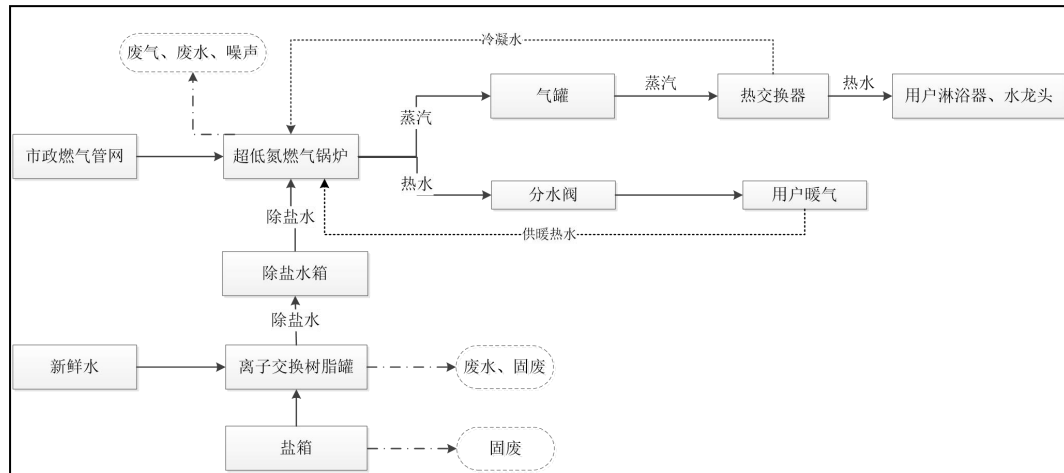 冷凝水
废气、废水、噪声
蒸汽
气罐
蒸汽
热交换器
热水
用户淋浴器、水龙头
市政燃气管网
超低氮燃气锅炉
热水
分水阀
用户暖气
除盐水
供暖热水
除盐水箱
除盐水
新鲜水
离子交换树脂罐
废水、固废
盐箱
固废